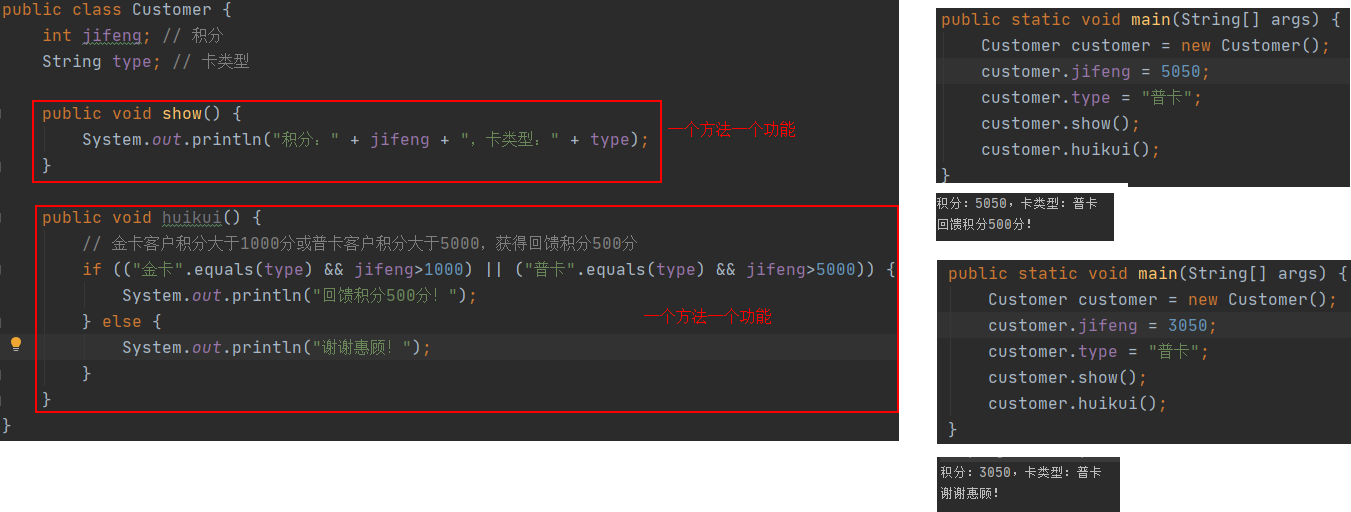 public class Customer {
    int jifeng; // 积分
    String type; // 卡类型
    public void show() {
        System.out.println("积分：" + jifeng + "，卡类型：" + type);
    }
一个方法一个功能
    public void huikui() {
        // 金卡客户积分大于1000分或普卡客户积分大于5000，获得回馈积分500分
        if (("金卡".equals(type) && jifeng>1000) || ("普卡".equals(type) && jifeng>5000)) {
            System.out.println("回馈积分500分！");
        } else {
            System.out.println("谢谢惠顾！");
        }
    }
一个方法一个功能
}
public static void main(String[] args) {
    Customer customer = new Customer();
    customer.jifeng = 5050;
    customer.type = "普卡";
    customer.show();
    customer.huikui();
}
积分：5050，卡类型：普卡
回馈积分500分！
public static void main(String[] args) {
    Customer customer = new Customer();
    customer.jifeng = 3050;
    customer.type = "普卡";
    customer.show();
    customer.huikui();
}
积分：3050，卡类型：普卡
谢谢惠顾！